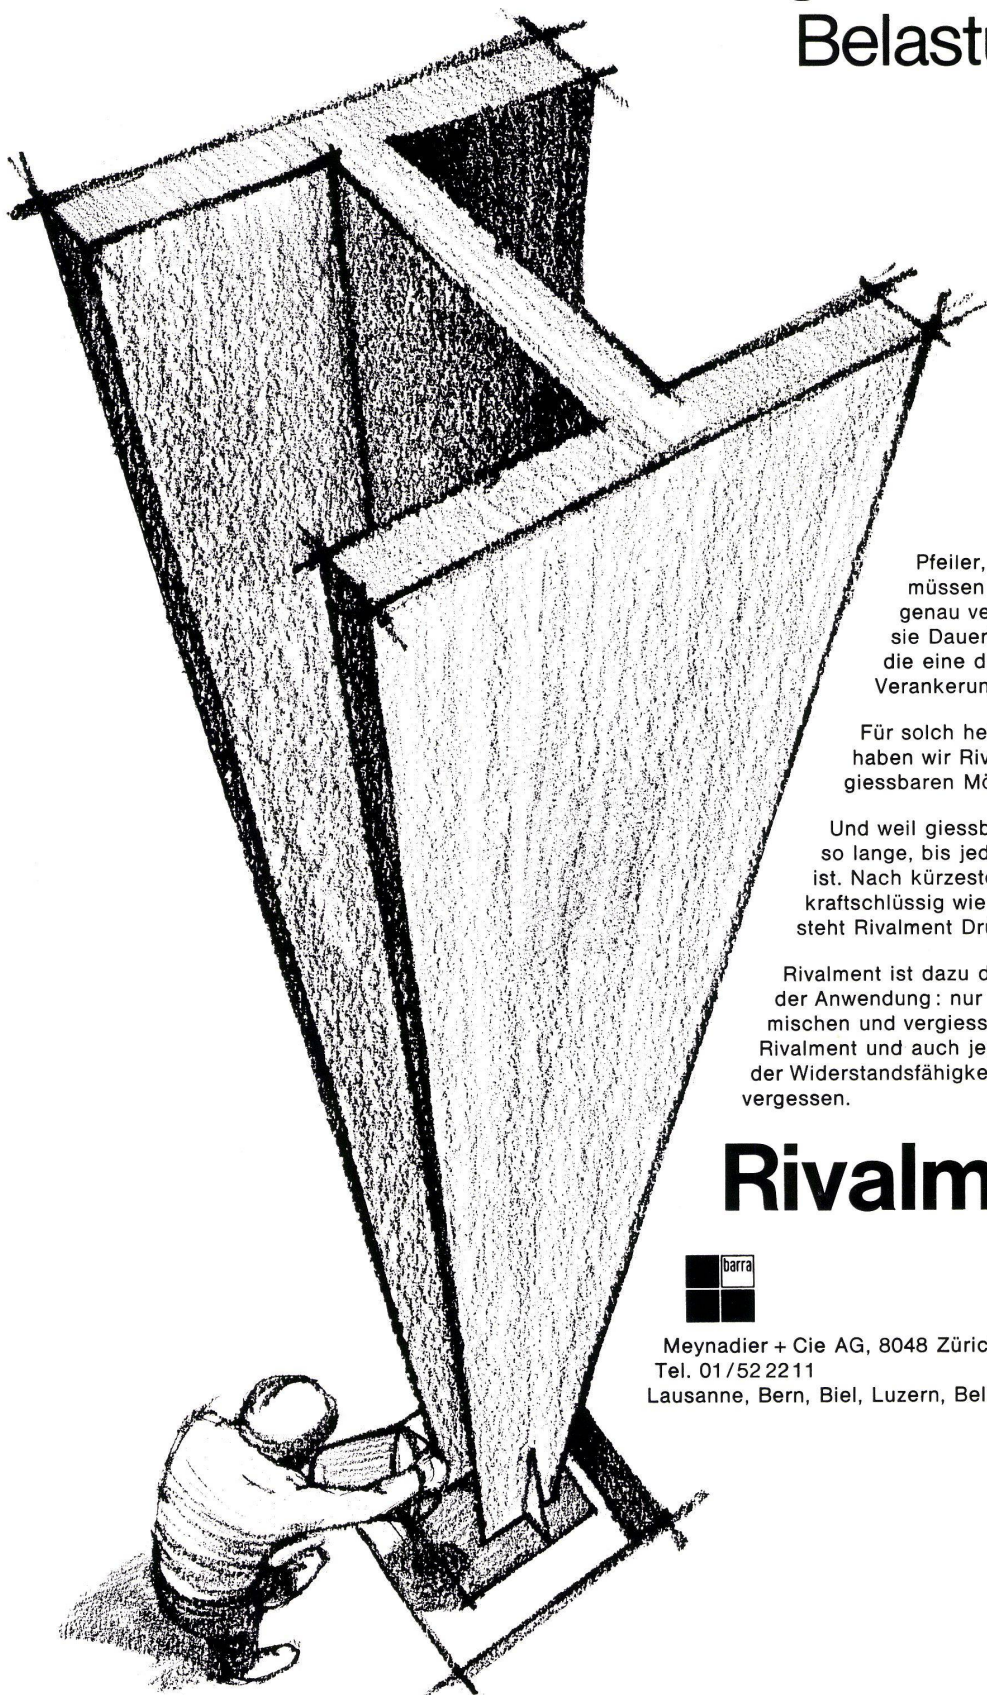 Belastu
Pfeiler,
müssen
genau ve
sie Dauer
die eine d
Verankerun
Für solch he
haben wir Riv
giessbaren Mö
Und weil giessb
so lange, bis jed
ist. Nach kürzeste
kraftschlüssig wie
steht Rivalment Dru
Rivalment ist dazu d
der Anwendung: nur
mischen und vergiess
Rivalment und auch je
der Widerstandsfähigke
vergessen.
Rivalm
barra
Meynadier + Cie AG, 8048 Züric
Tel. 01/52 22 11
Lausanne, Bern, Biel, Luzern, Bel